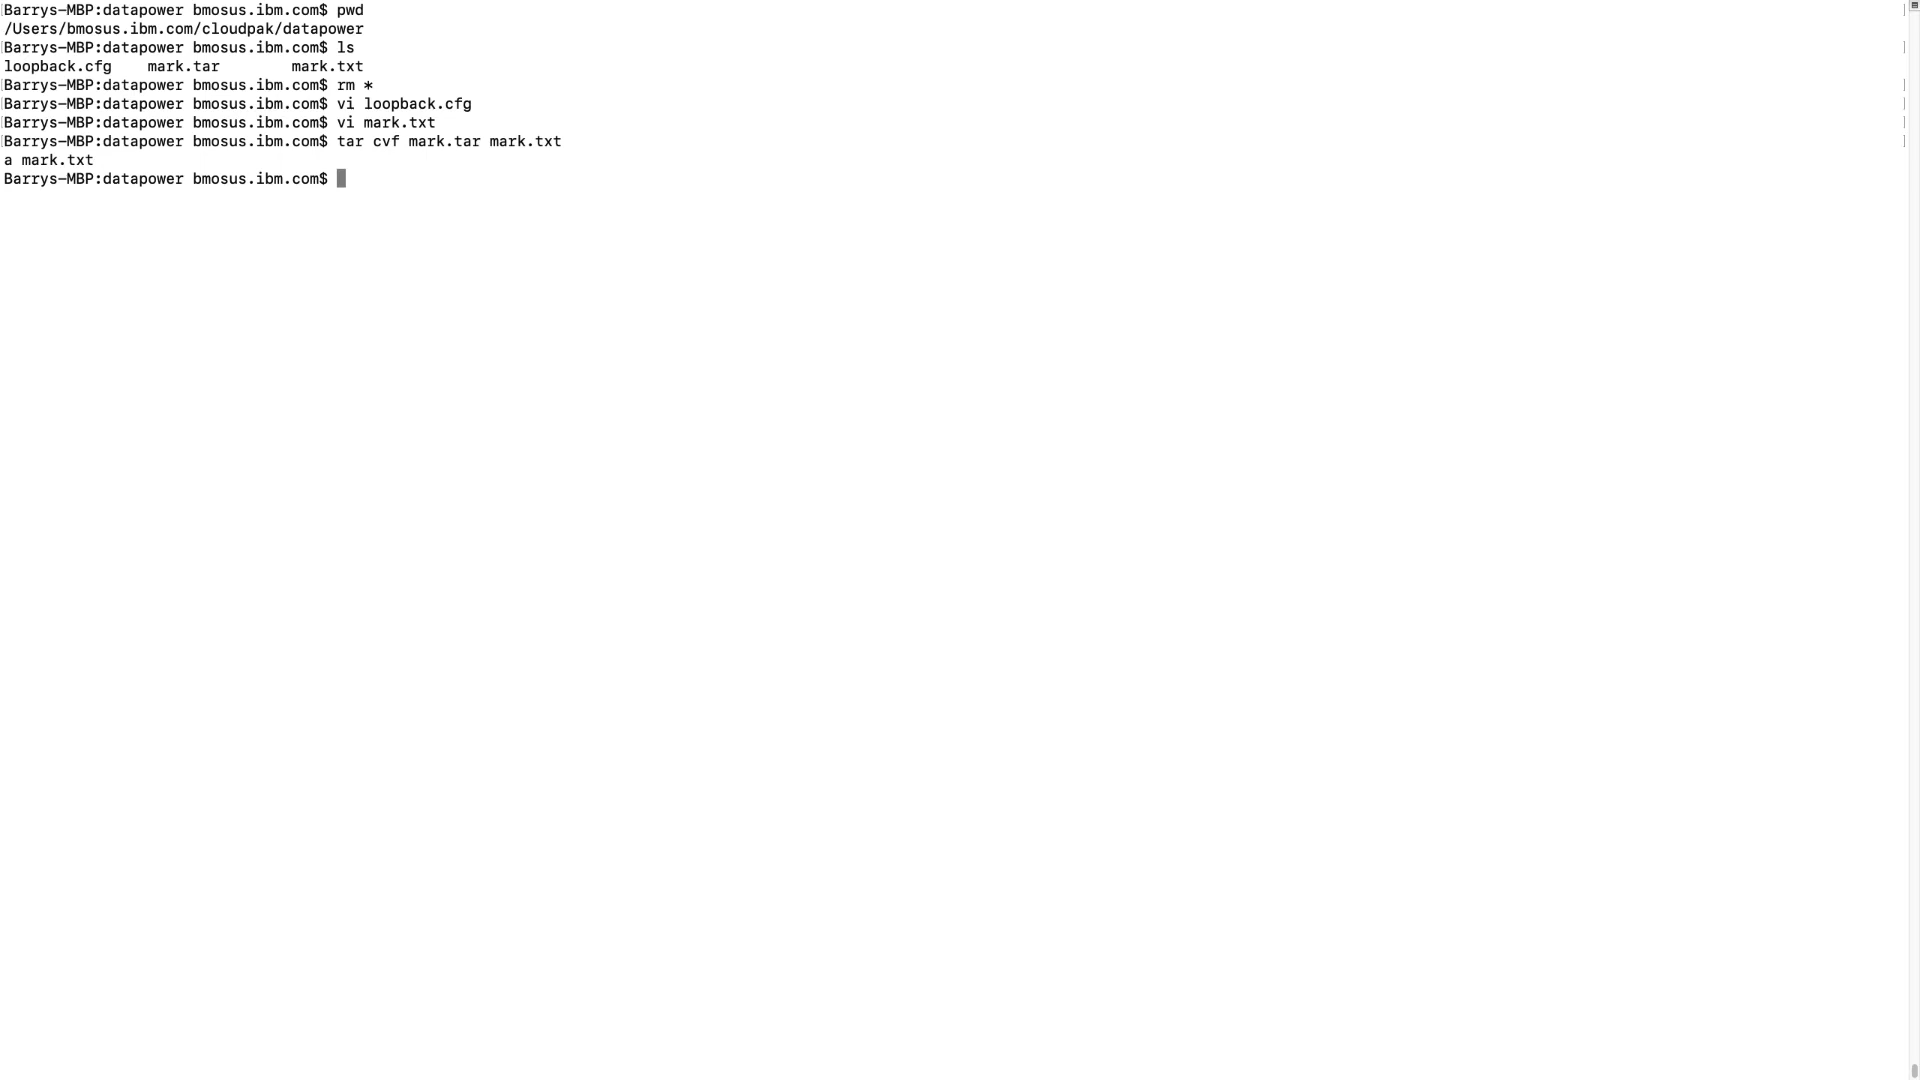 Barrys-MBP:datapower bmosus.ibm.com$ pwd
/Users/bmosus.ibm.com/cloudpak/datapower
Barrys-MBP:datapower bmosus.ibm.com$ ls
loopback.cfg    mark.tar        mark.txt
Barrys-MBP:datapower bmosus.ibm.com$ rm *
Barrys-MBP:datapower bmosus.ibm.com$ vi loopback.cfg
Barrys-MBP:datapower bmosus.ibm.com$ vi mark.txt
Barrys-MBP:datapower bmosus.ibm.com$ tar cvf mark.tar mark.txt
a mark.txt
Barrys-MBP:datapower bmosus.ibm.com$